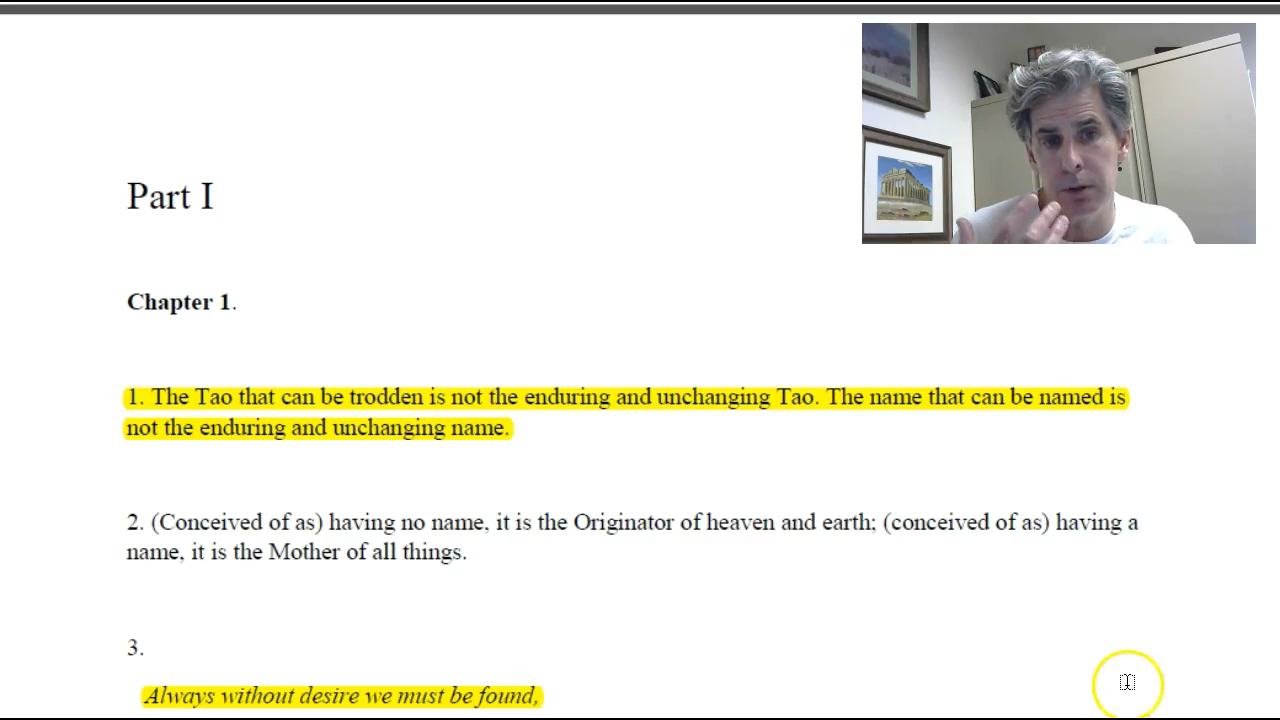 Part I
Chapter 1.
1. The Tao that can be trodden is not the enduring and unchanging Tao. The name that can be named is
not the enduring and unchanging name.
2. (Conceived of as) having no name, it is the Originator of heaven and earth; (conceived of as) having a
name, it is the Mother of all things.
3.
Always without desire we must be found,